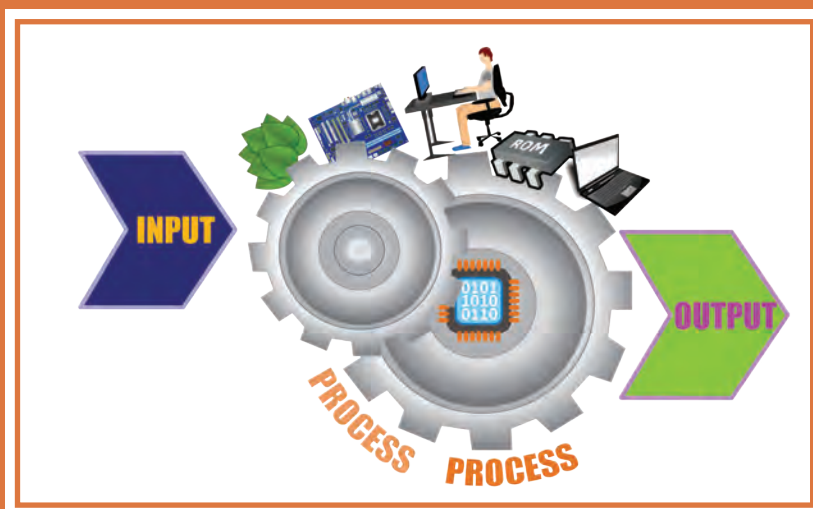 ROM
INPUT
0101
1010
0110
OUTPUT
PROCESS
PROCESS